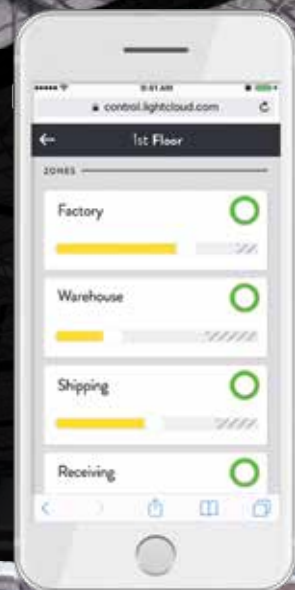 9:41 AM
control.lightcloud.com
1st Floor
ZONES
Factory
Warehouse
Shipping
Receiving